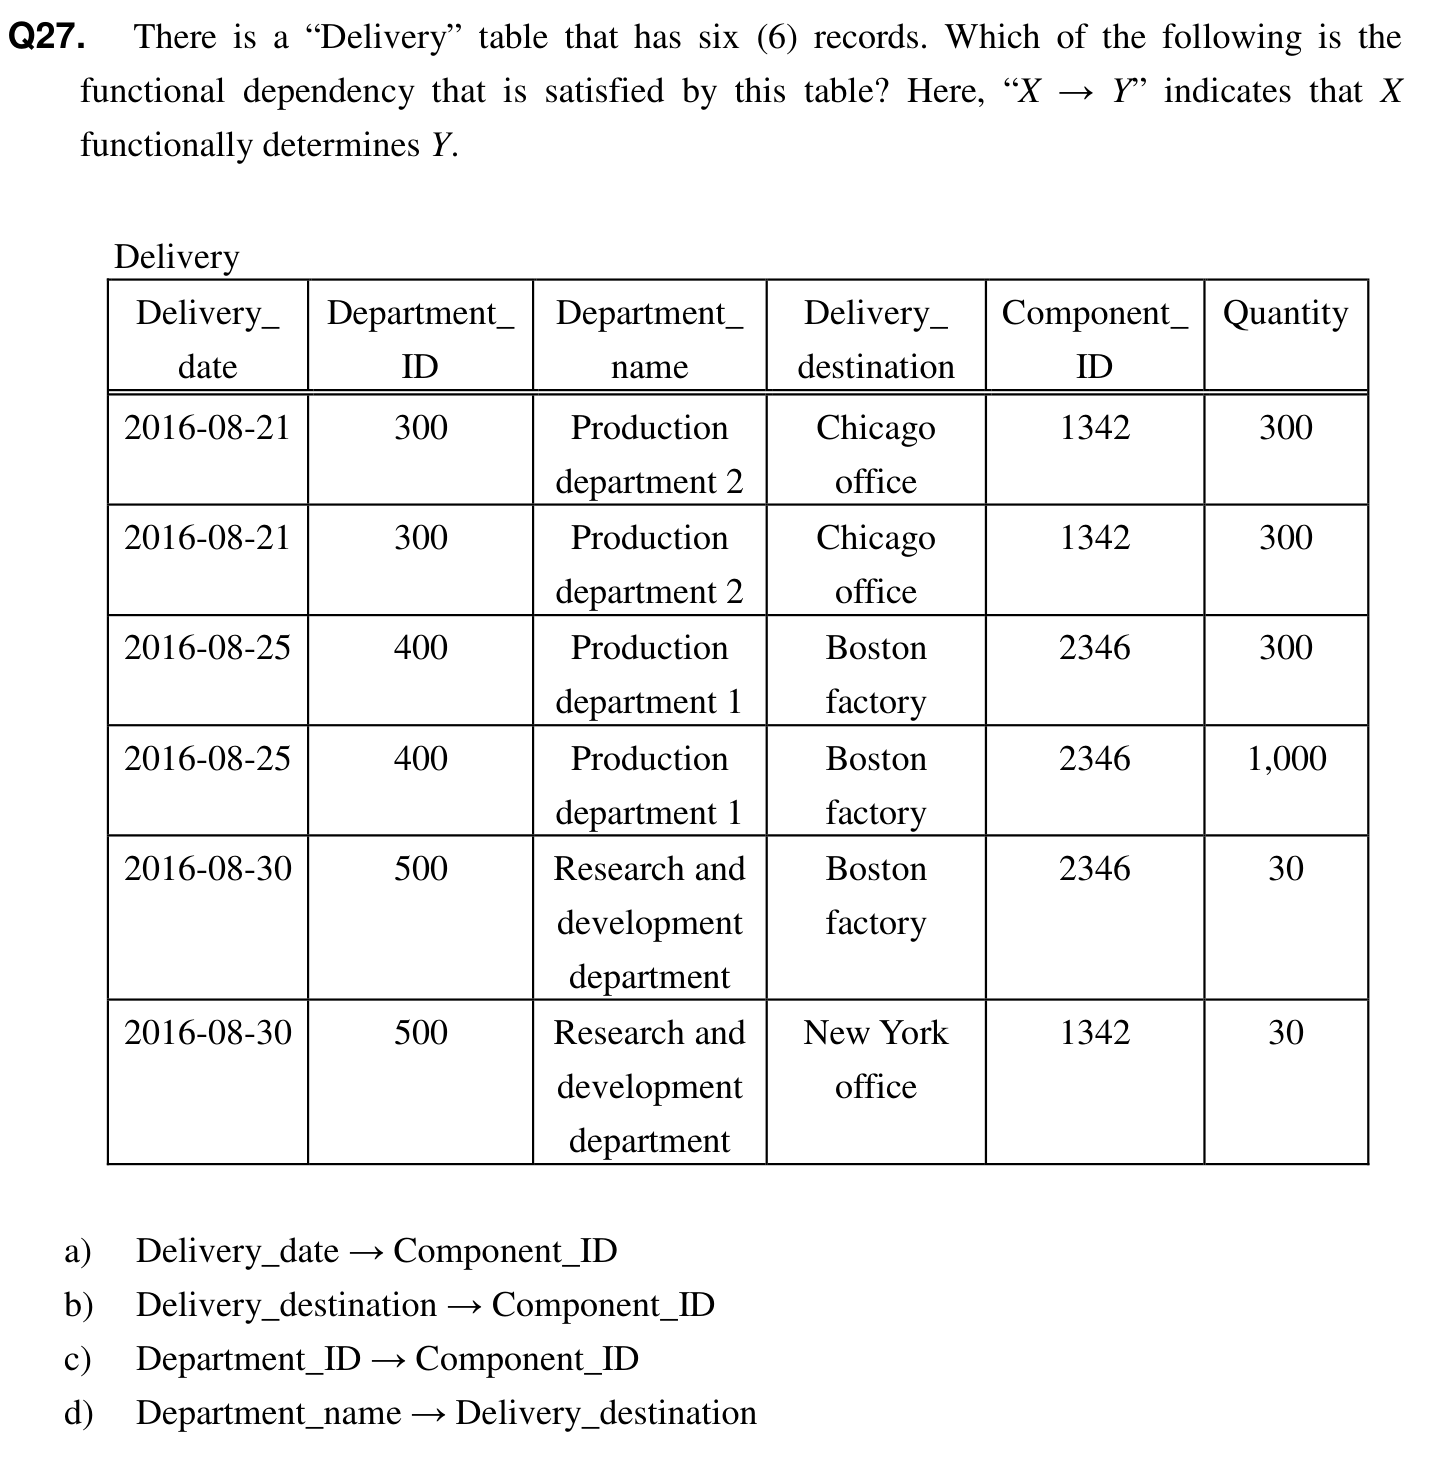 Q27. There is a “Delivery” table that has six (6) records. Which of the following is the
functional dependency that is satisfied by this table? Here, “X → Y” indicates that X
functionally determines Y.
Delivery
Delivery_ Department_ Department_ Delivery_ Component_ Quantity
date ID name destination ID
2016-08-21 300 Production Chicago 1342 300
department 2 office
2016-08-21 300 Production Chicago 1342 300
department 2 office
2016-08-25 400 Production Boston 2346 300
department 1 factory
2016-08-25 400 Production Boston 2346 1,000
department 1 factory
2016-08-30 500 Research and Boston 2346 30
development factory
department
2016-08-30 500 Research and New York 1342 30
development office
department
a) Delivery_date → Component_ID
b) Delivery_destination → Component_ID
c) Department_ID → Component_ID
d) Department_name → Delivery_destination